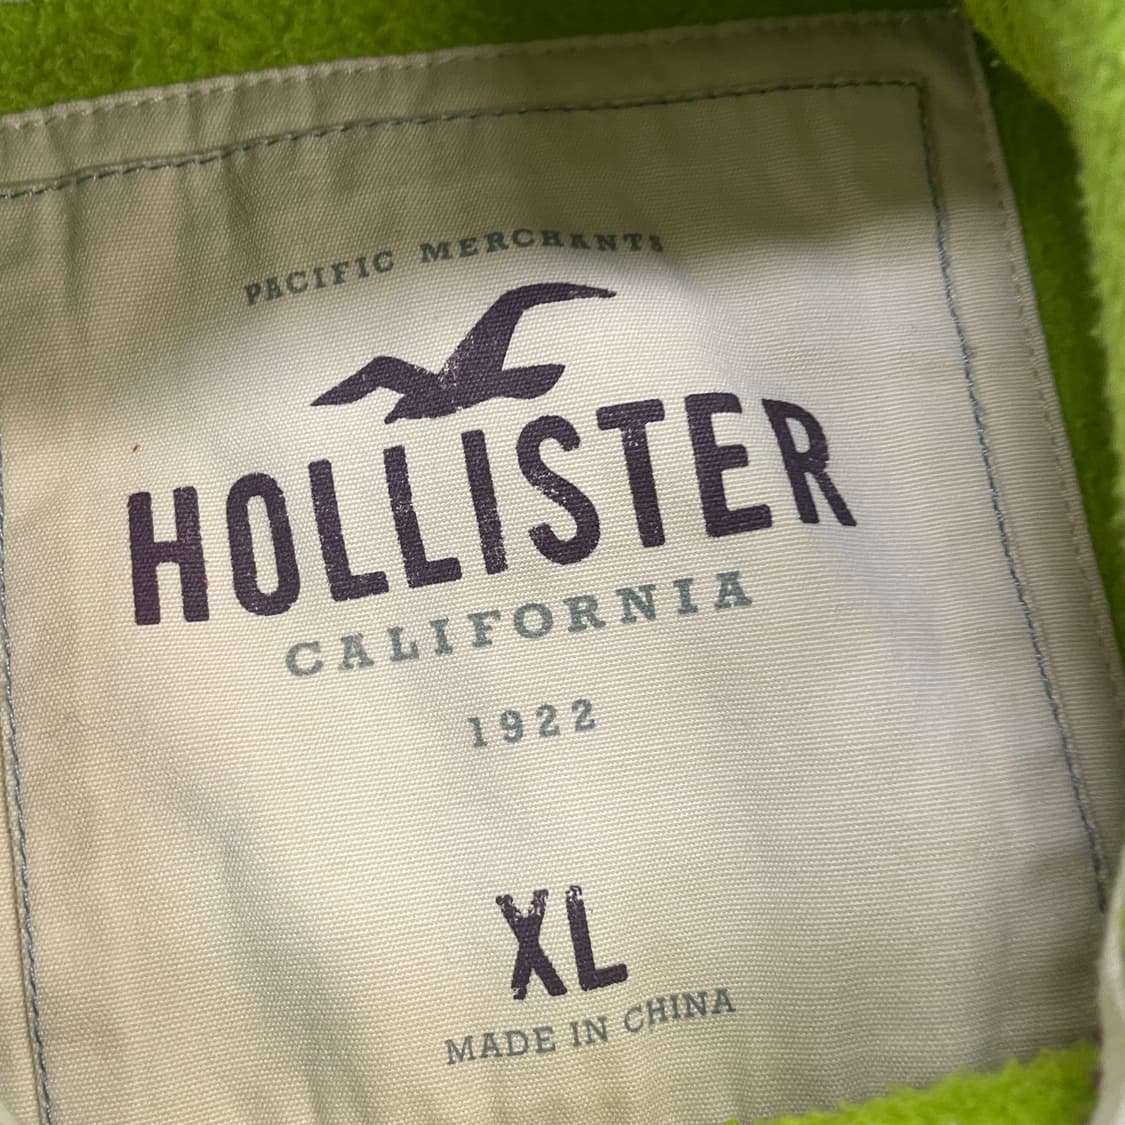 PACIFIC MERCHANTS
HOLLISTER
CALIFORNIA
1922
XL
MADE IN CHINA